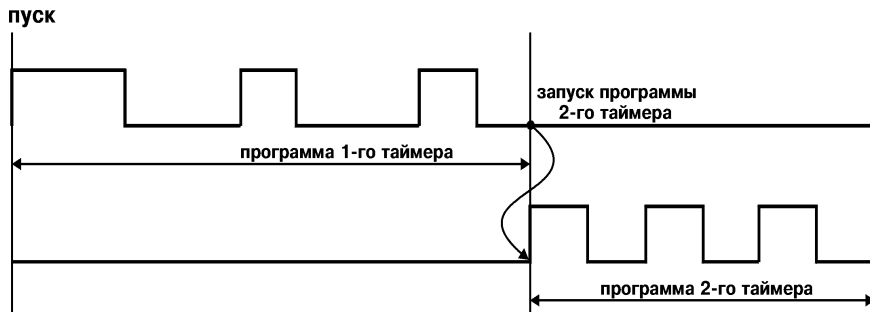 пуск
запуск программы
2-го таймера
программа 1-го таймера
программа 2-го таймера